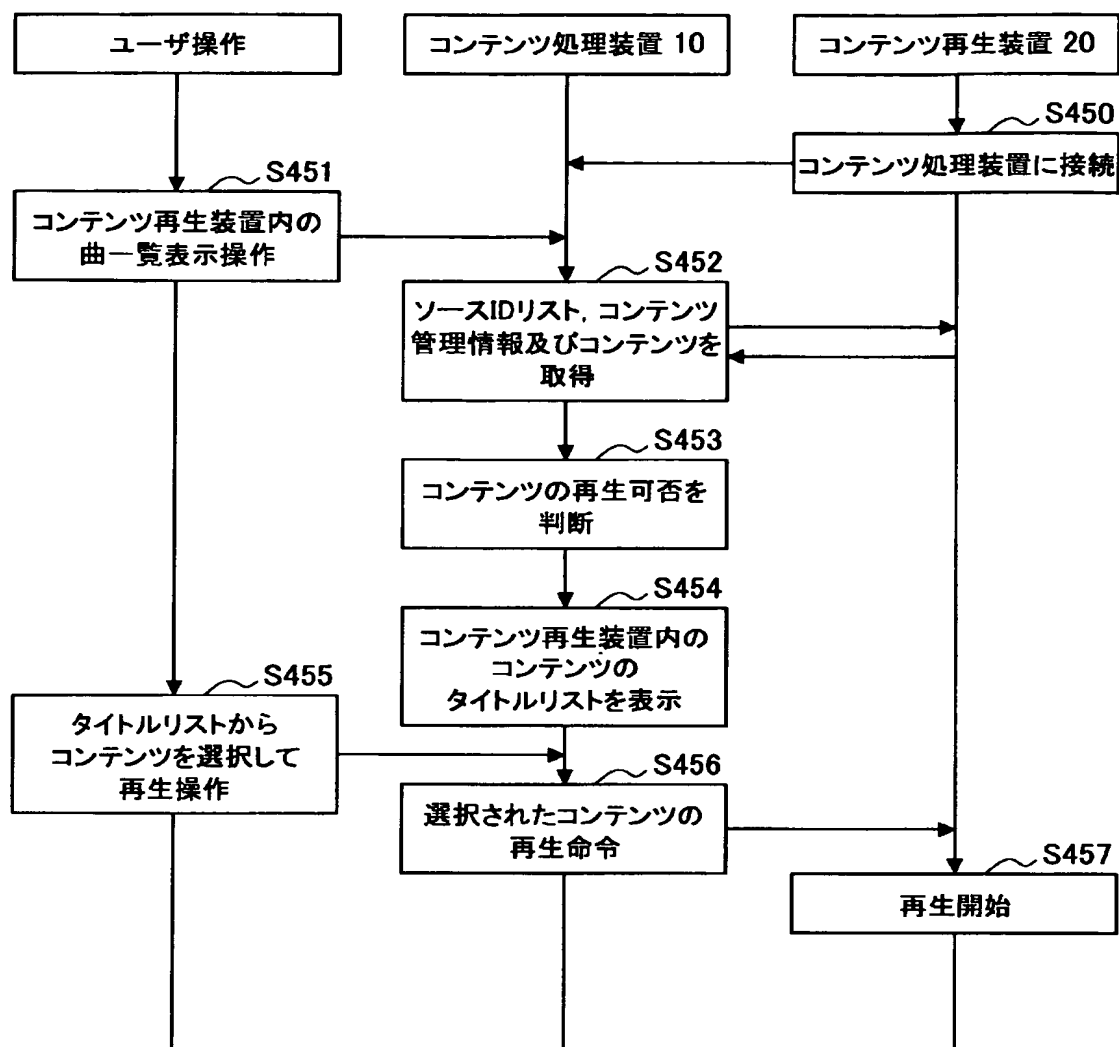 ユーザ操作
コンテンツ処理装置 10
コンテンツ再生装置 20
S450
コンテンツ処理装置に接続
S451
コンテンツ再生装置内の
曲一覧表示操作
S452
ソースIDリスト, コンテンツ
管理情報及びコンテンツを
取得
S453
コンテンツの再生可否を
判断
S454
コンテンツ再生装置内の
コンテンツの
タイトルリストを表示
S455
タイトルリストから
コンテンツを選択して
再生操作
S456
選択されたコンテンツの
再生命令
S457
再生開始